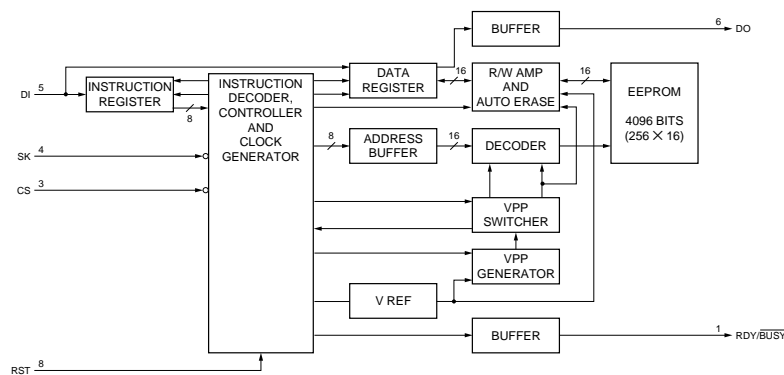 6
BUFFER
DO
5
DI
INSTRUCTION
REGISTER
8
INSTRUCTION
DECODER,
CONTROLLER
AND
CLOCK
GENERATOR
DATA
REGISTER
16
R/W AMP
AND
AUTO ERASE
16
EEPROM
4096 BITS
(256 × 16)
8
ADDRESS
BUFFER
16
DECODER
4
SK
3
CS
VPP
SWITCHER
VPP
GENERATOR
V REF
BUFFER
1
RDY/BUSY
8
RST